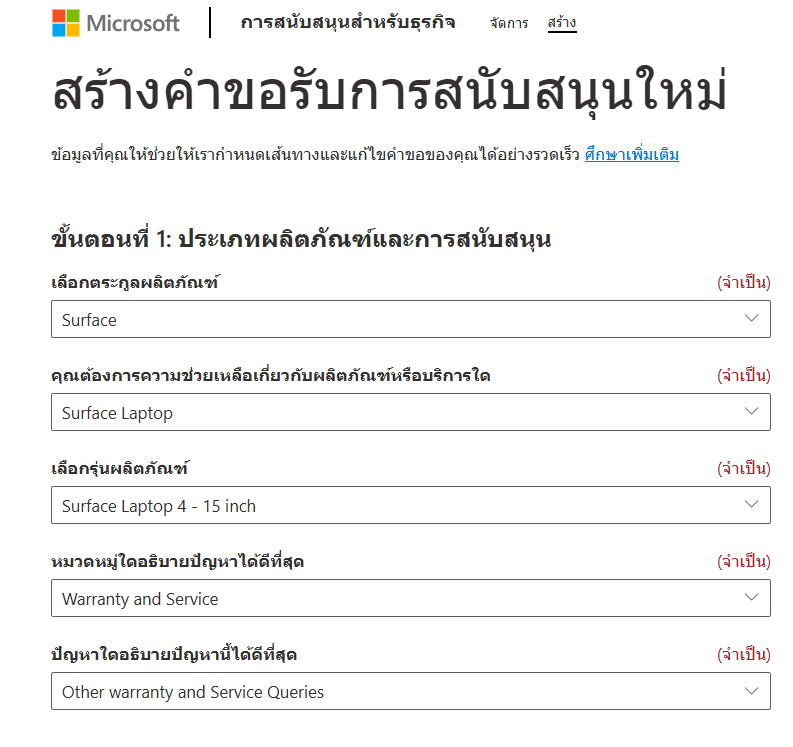 Microsoft การสนับสนุนสำหรับธุรกิจ จัดการ สร้าง
สร้างคำขอรับการสนับสนุนใหม่
ข้อมูลที่คุณให้ช่วยให้เรากำหนดเส้นทางและแก้ไขคำขอของคุณได้อย่างรวดเร็ว ศึกษาเพิ่มเติม
ขั้นตอนที่ 1: ประเภทผลิตภัณฑ์และการสนับสนุน
เลือกตระกูลผลิตภัณฑ์ (จำเป็น)
Surface
คุณต้องการความช่วยเหลือเกี่ยวกับผลิตภัณฑ์หรือบริการใด (จำเป็น)
Surface Laptop
เลือกรุ่นผลิตภัณฑ์ (จำเป็น)
Surface Laptop 4 - 15 inch
หมวดหมู่ใดอธิบายปัญหาได้ดีที่สุด (จำเป็น)
Warranty and Service
ปัญหาใดอธิบายปัญหานี้ได้ดีที่สุด (จำเป็น)
Other warranty and Service Queries